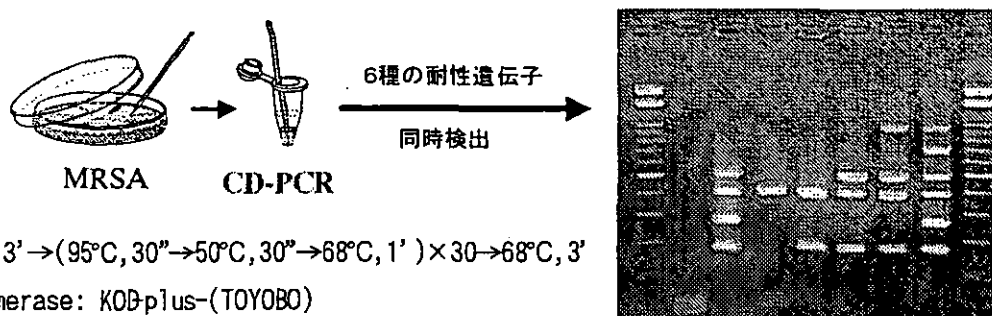 6種の耐性遺伝子
同時検出
MRSA
CD-PCR
3'→(95°C,30"→50°C,30"→68°C,1')×30→68°C,3'
merase: KOD-plus-(TOYOBO)